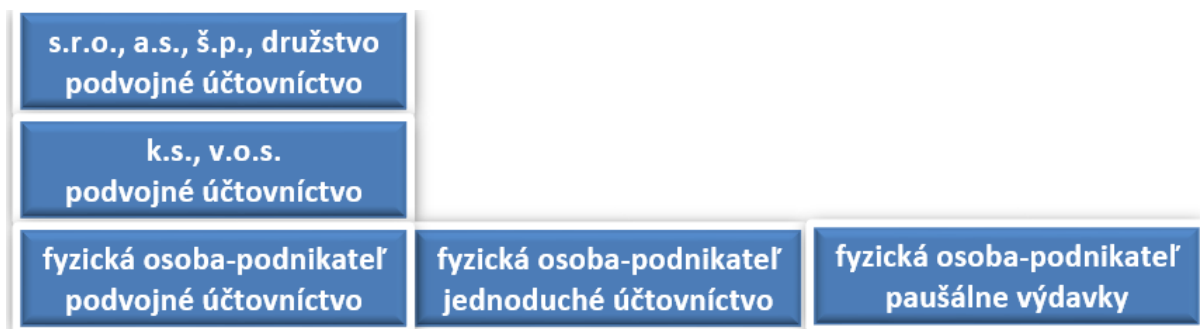 s.r.o., a.s., š.p., družstvo
podvojné účtovníctvo
k.s., v.o.s.
podvojné účtovníctvo
fyzická osoba-podnikateľ
podvojné účtovníctvo
fyzická osoba-podnikateľ
jednoduché účtovníctvo
fyzická osoba-podnikateľ
paušálne výdavky